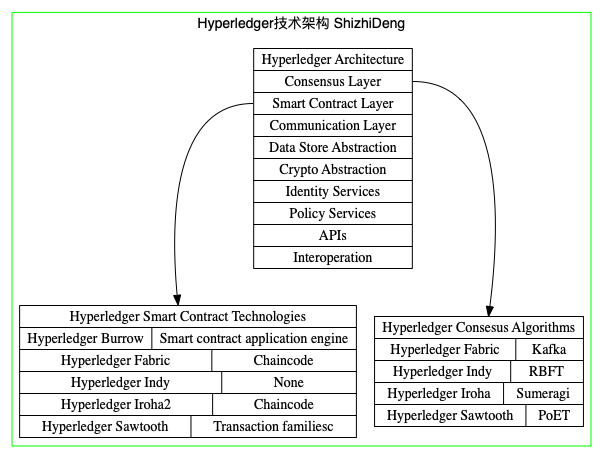 Hyperledger技术架构 ShizhiDeng
Hyperledger Architecture
Consensus Layer
Smart Contract Layer
Communication Layer
Data Store Abstraction
Crypto Abstraction
Identity Services
Policy Services
APIs
Interoperation
Hyperledger Smart Contract Technologies
Hyperledger Burrow Smart contract application engine
Hyperledger Fabric Chaincode
Hyperledger Indy None
Hyperledger Iroha2 Chaincode
Hyperledger Sawtooth Transaction familiesc
Hyperledger Consesus Algorithms
Hyperledger Fabric Kafka
Hyperledger Indy RBFT
Hyperledger Iroha Sumeragi
Hyperledger Sawtooth PoET